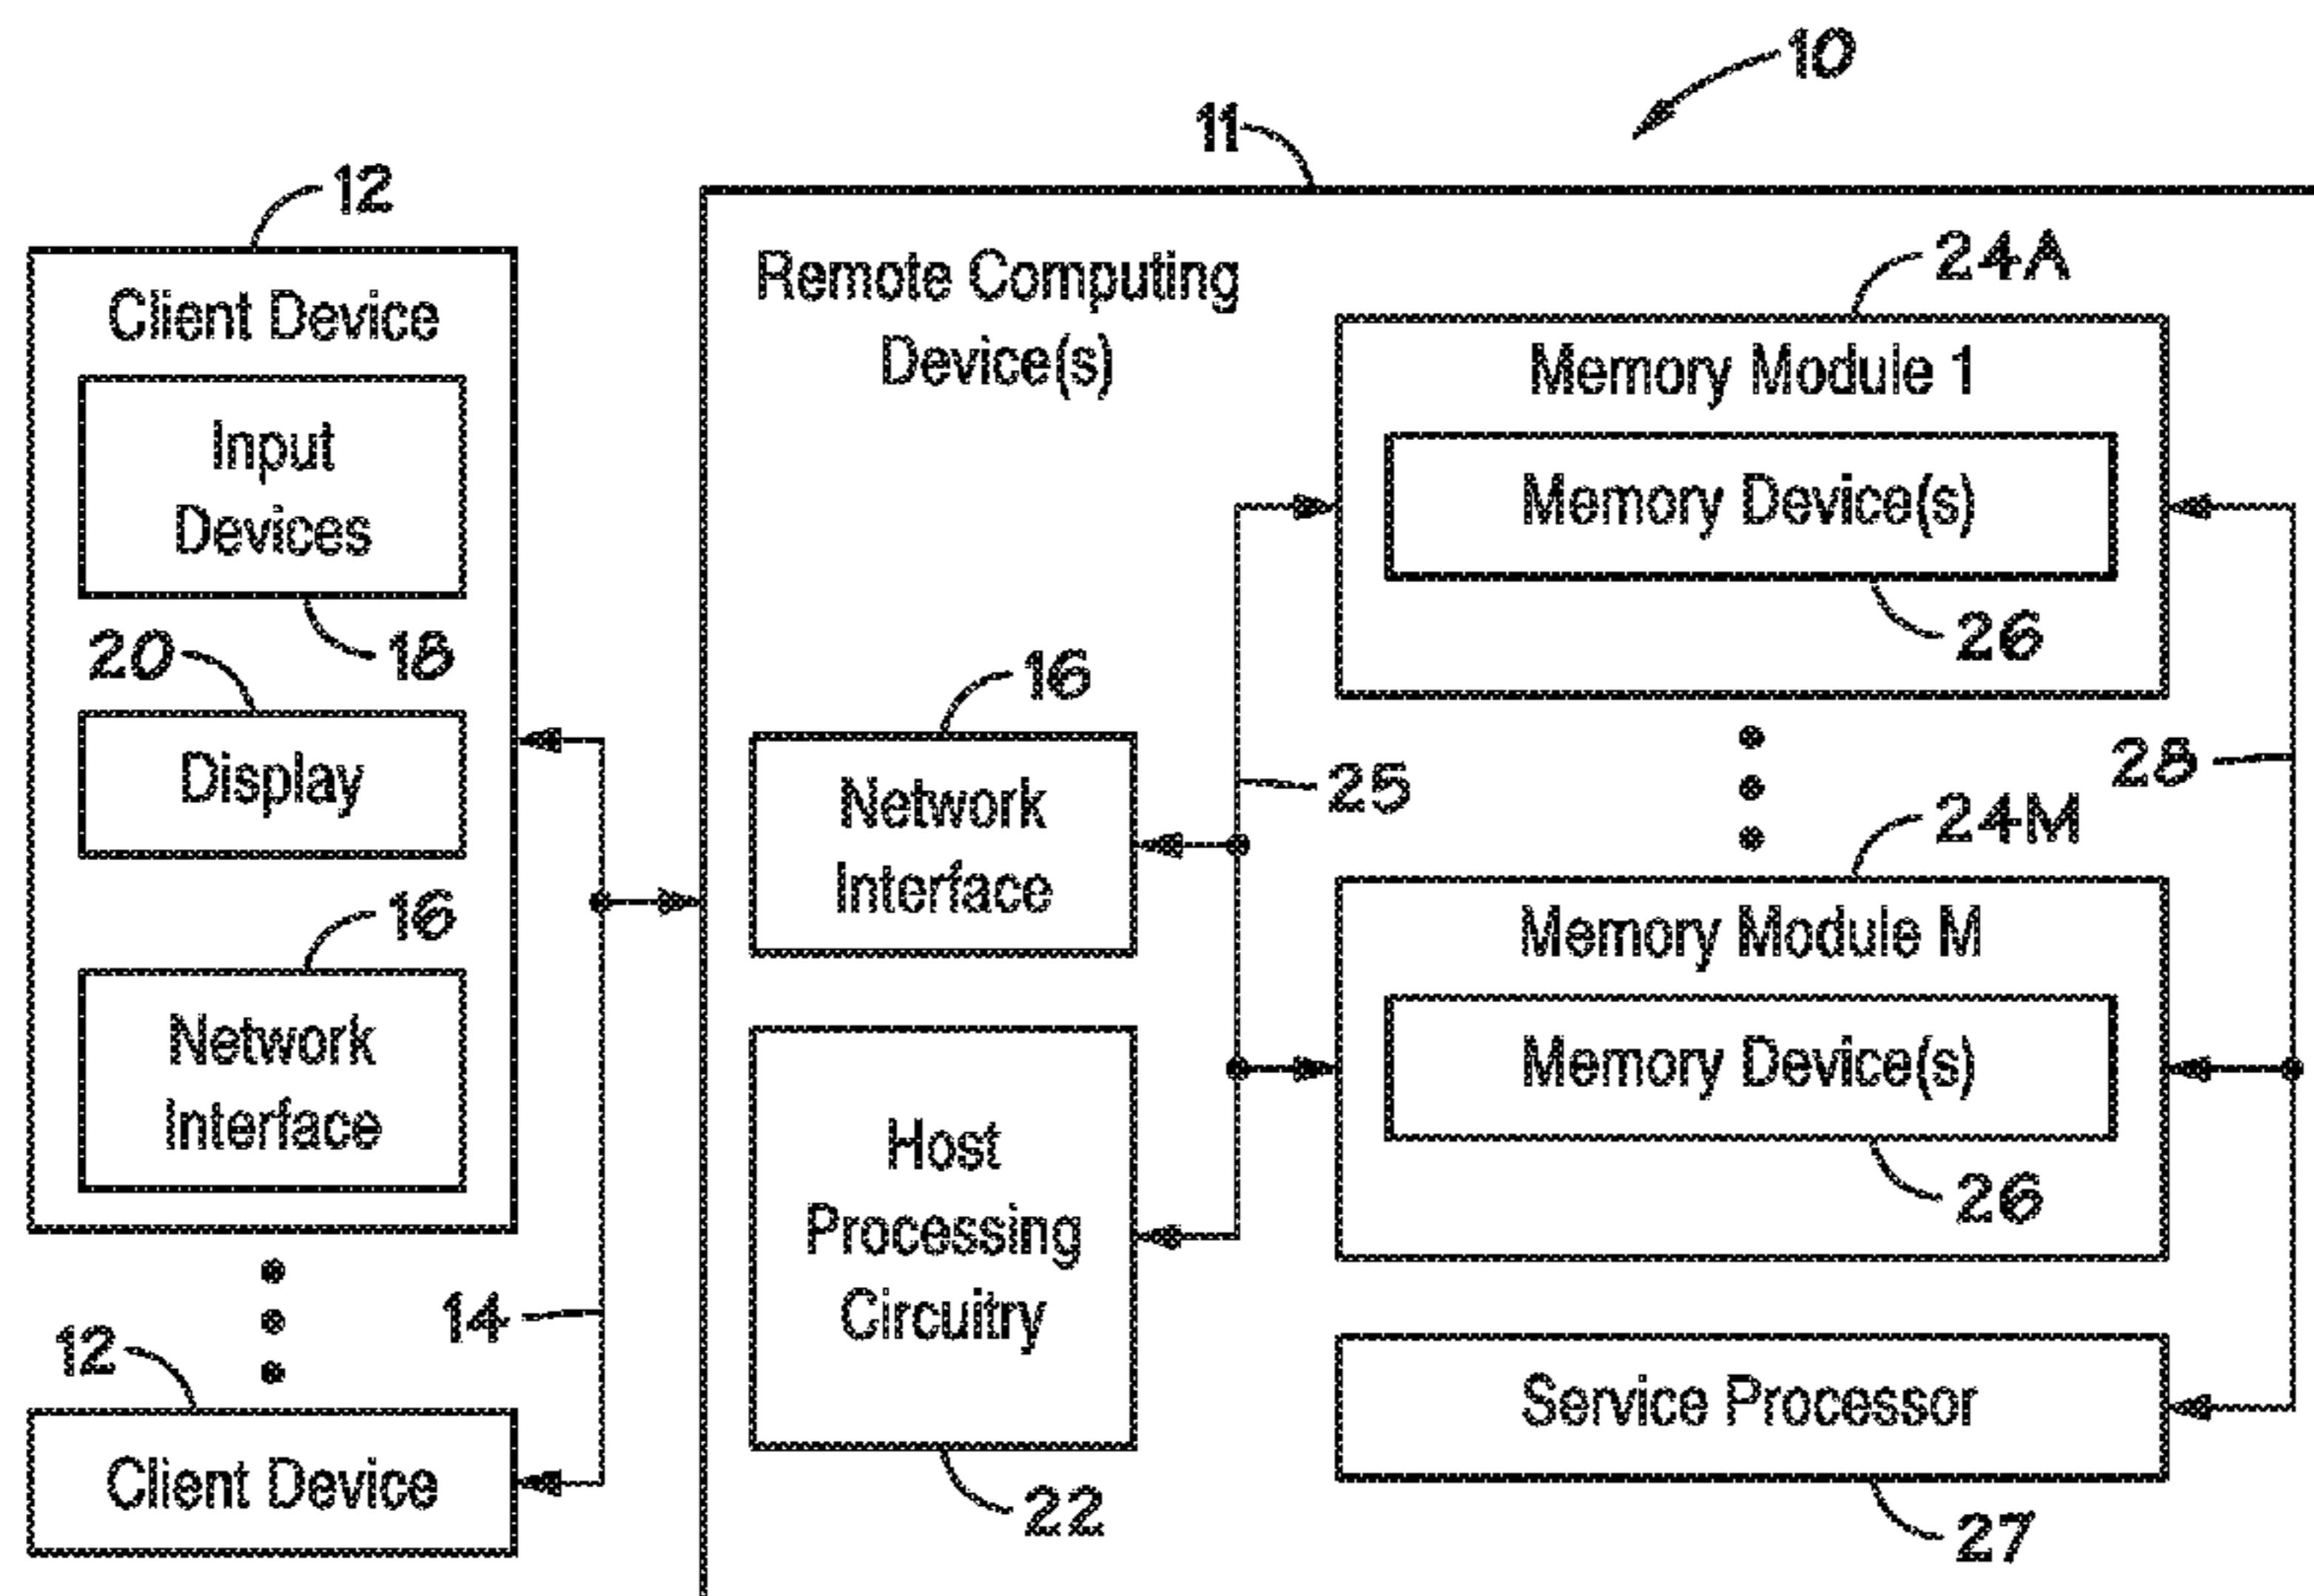 10
11
12
Client Device
Input
Devices
18
20
Display
16
Network
Interface
12
Client Device
14
Remote Computing
Device(s)
16
Network
Interface
25
Host
Processing
Circuitry
22
24A
Memory Module 1
Memory Device(s)
26
24M
Memory Module M
Memory Device(s)
26
28
Service Processor
27